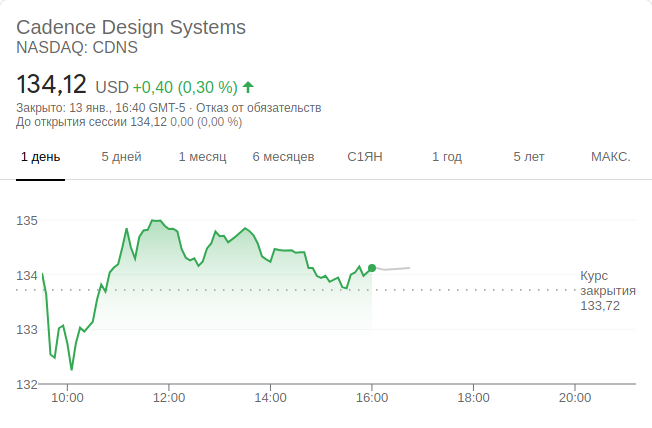 Cadence Design Systems
NASDAQ: CDNS
134,12 USD +0,40 (0,30 %)
Закрыто: 13 янв., 16:40 GMT-5 · Отказ от обязательств
До открытия сессии 134,12 0,00 (0,00 %)
1 день 5 дней 1 месяц 6 месяцев С1ЯН 1 год 5 лет МАКС.
135
134
133
132
Курс
закрытия
133,72
10:00 12:00 14:00 16:00 18:00 20:00